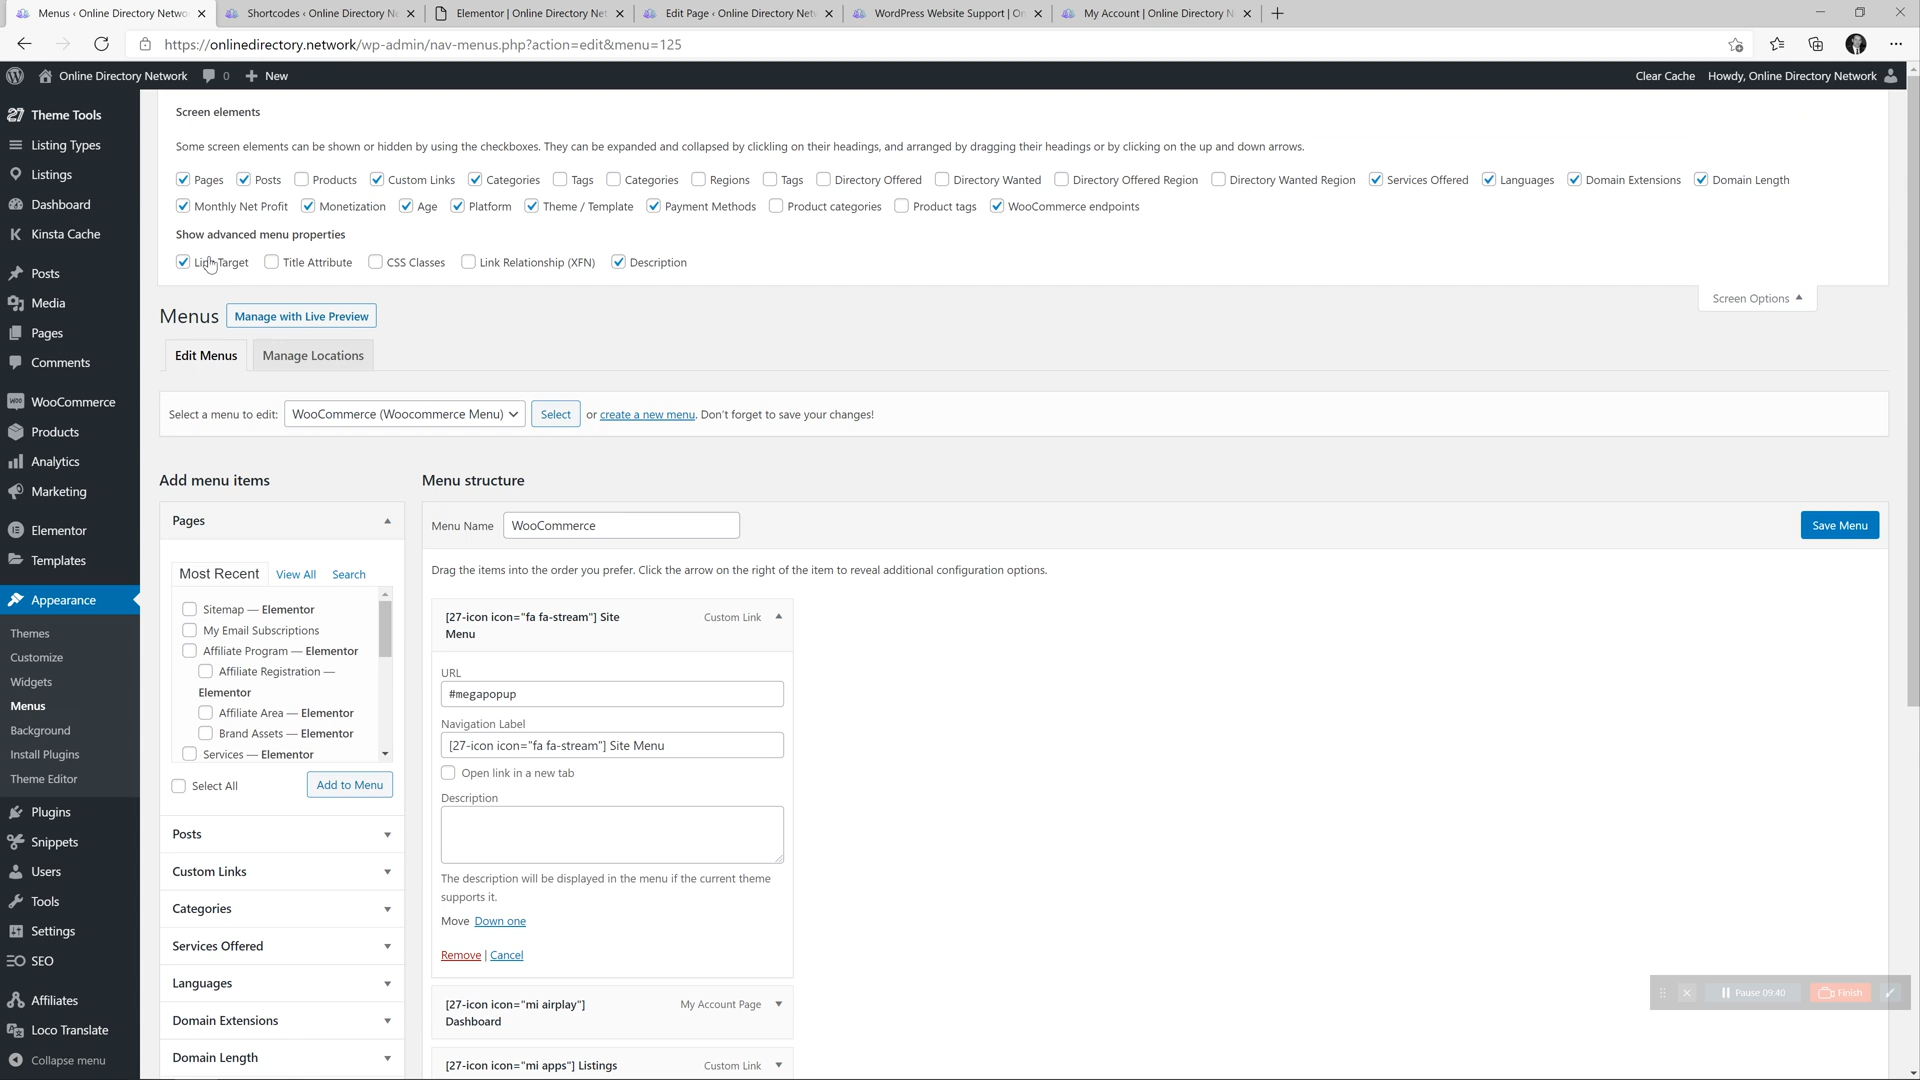 Menus ‹ Online Directory Netwo
Shortcodes ‹ Online Directory Ne
Elementor | Online Directory Net
Edit Page ‹ Online Directory Netw
WordPress Website Support | On
My Account | Online Directory N
https://onlinedirectory.network/wp-admin/nav-menus.php?action=edit&menu=125
Online Directory Network
0
New
Clear Cache
Howdy, Online Directory Network
27 Theme Tools
Listing Types
Listings
Dashboard
Kinsta Cache
Posts
Media
Pages
Comments
WooCommerce
Products
Analytics
Marketing
Elementor
Templates
Appearance
Themes
Customize
Widgets
Menus
Background
Install Plugins
Theme Editor
Plugins
Snippets
Users
Tools
Settings
SEO
Affiliates
Loco Translate
Collapse menu
Screen elements
Some screen elements can be shown or hidden by using the checkboxes. They can be expanded and collapsed by clickling on their headings, and arranged by dragging their headings or by clicking on the up and down arrows.
Pages Posts Products Custom Links Categories Tags Categories Regions Tags Directory Offered Directory Wanted Directory Offered Region Directory Wanted Region Services Offered Languages Domain Extensions Domain Length
Monthly Net Profit Monetization Age Platform Theme / Template Payment Methods Product categories Product tags WooCommerce endpoints
Show advanced menu properties
Link Target Title Attribute CSS Classes Link Relationship (XFN) Description
Screen Options
Menus
Manage with Live Preview
Edit Menus
Manage Locations
Select a menu to edit: WooCommerce (Woocommerce Menu) Select or create a new menu. Don't forget to save your changes!
Add menu items
Pages
Most Recent View All Search
Sitemap — Elementor
My Email Subscriptions
Affiliate Program — Elementor
Affiliate Registration —
Elementor
Affiliate Area — Elementor
Brand Assets — Elementor
Services — Elementor
Select All
Add to Menu
Posts
Custom Links
Categories
Services Offered
Languages
Domain Extensions
Domain Length
Menu structure
Menu Name WooCommerce
Save Menu
Drag the items into the order you prefer. Click the arrow on the right of the item to reveal additional configuration options.
[27-icon icon="fa fa-stream"] Site
Menu
Custom Link
URL
#megapopup
Navigation Label
[27-icon icon="fa fa-stream"] Site Menu
Open link in a new tab
Description
The description will be displayed in the menu if the current theme
supports it.
Move Down one
Remove | Cancel
[27-icon icon="mi airplay"]
Dashboard
My Account Page
[27-icon icon="mi apps"] Listings
Custom Link
Pause 09:40
Finish